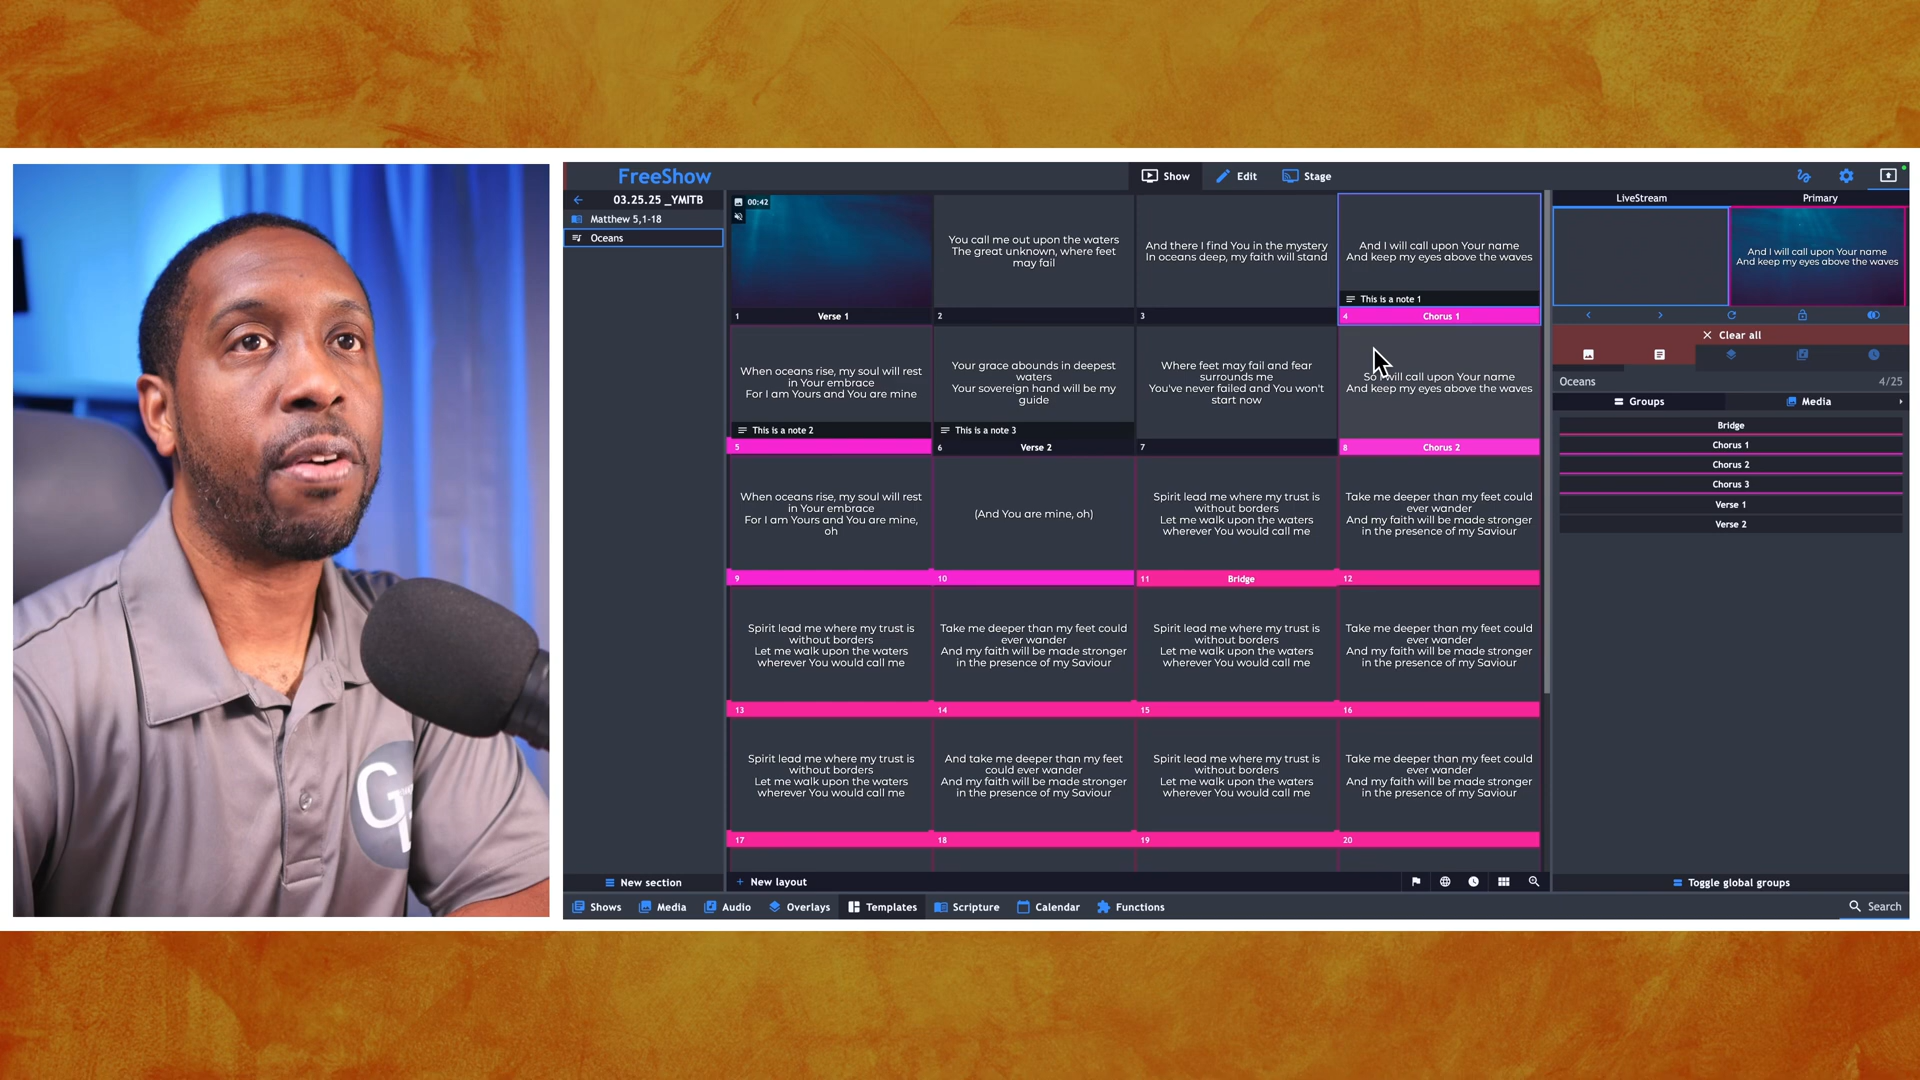 FreeShow
Show
Edit
Stage
03.25.25 _YMITB
Matthew 5,1-18
Oceans
00:42
1
Verse 1
You call me out upon the waters
The great unknown, where feet
may fail
2
And there I find You in the mystery
In oceans deep, my faith will stand
3
And I will call upon Your name
And keep my eyes above the waves
This is a note 1
4
Chorus 1
When oceans rise, my soul will rest
in Your embrace
For I am Yours and You are mine
This is a note 2
5
Your grace abounds in deepest
waters
Your sovereign hand will be my
guide
This is a note 3
6
Verse 2
Where feet may fail and fear
surrounds me
You've never failed and You won't
start now
7
So will call upon Your name
And keep my eyes above the waves
8
Chorus 2
When oceans rise, my soul will rest
in Your embrace
For I am Yours and You are mine,
oh
9
(And You are mine, oh)
10
Spirit lead me where my trust is
without borders
Let me walk upon the waters
wherever You would call me
11
Bridge
Take me deeper than my feet could
ever wander
And my faith will be made stronger
in the presence of my Saviour
12
Spirit lead me where my trust is
without borders
Let me walk upon the waters
wherever You would call me
13
Take me deeper than my feet could
ever wander
And my faith will be made stronger
in the presence of my Saviour
14
Spirit lead me where my trust is
without borders
Let me walk upon the waters
wherever You would call me
15
Take me deeper than my feet could
ever wander
And my faith will be made stronger
in the presence of my Saviour
16
Spirit lead me where my trust is
without borders
Let me walk upon the waters
wherever You would call me
17
And take me deeper than my feet
could ever wander
And my faith will be made stronger
in the presence of my Saviour
18
Spirit lead me where my trust is
without borders
Let me walk upon the waters
wherever You would call me
19
Take me deeper than my feet could
ever wander
And my faith will be made stronger
in the presence of my Saviour
20
New section
+ New layout
LiveStream
Primary
And I will call upon Your name
And keep my eyes above the waves
Clear all
Oceans
4/25
Groups
Media
Bridge
Chorus 1
Chorus 2
Chorus 3
Verse 1
Verse 2
Toggle global groups
Shows
Media
Audio
Overlays
Templates
Scripture
Calendar
Functions
Search